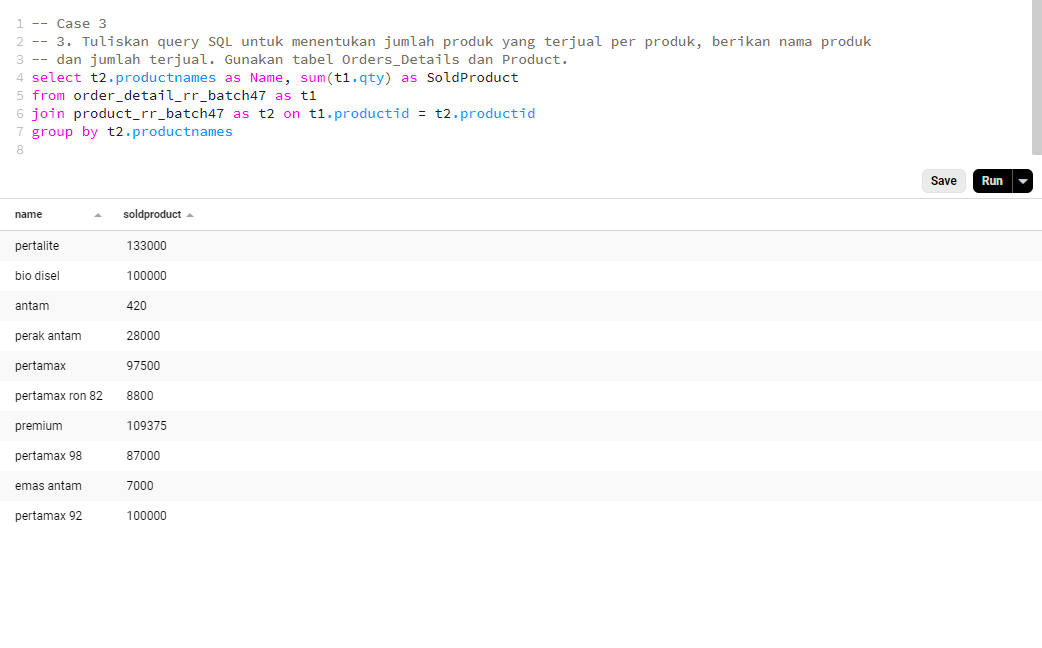 1 -- Case 3
2 -- 3. Tuliskan query SQL untuk menentukan jumlah produk yang terjual per produk, berikan nama produk
3 -- dan jumlah terjual. Gunakan tabel Orders_Details dan Product.
4 select t2.productnames as Name, sum(t1.qty) as SoldProduct
5 from order_detail_rr_batch47 as t1
6 join product_rr_batch47 as t2 on t1.productid = t2.productid
7 group by t2.productnames
8
Save Run
name soldproduct
pertalite 133000
bio disel 100000
antam 420
perak antam 28000
pertamax 97500
pertamax ron 82 8800
premium 109375
pertamax 98 87000
emas antam 7000
pertamax 92 100000